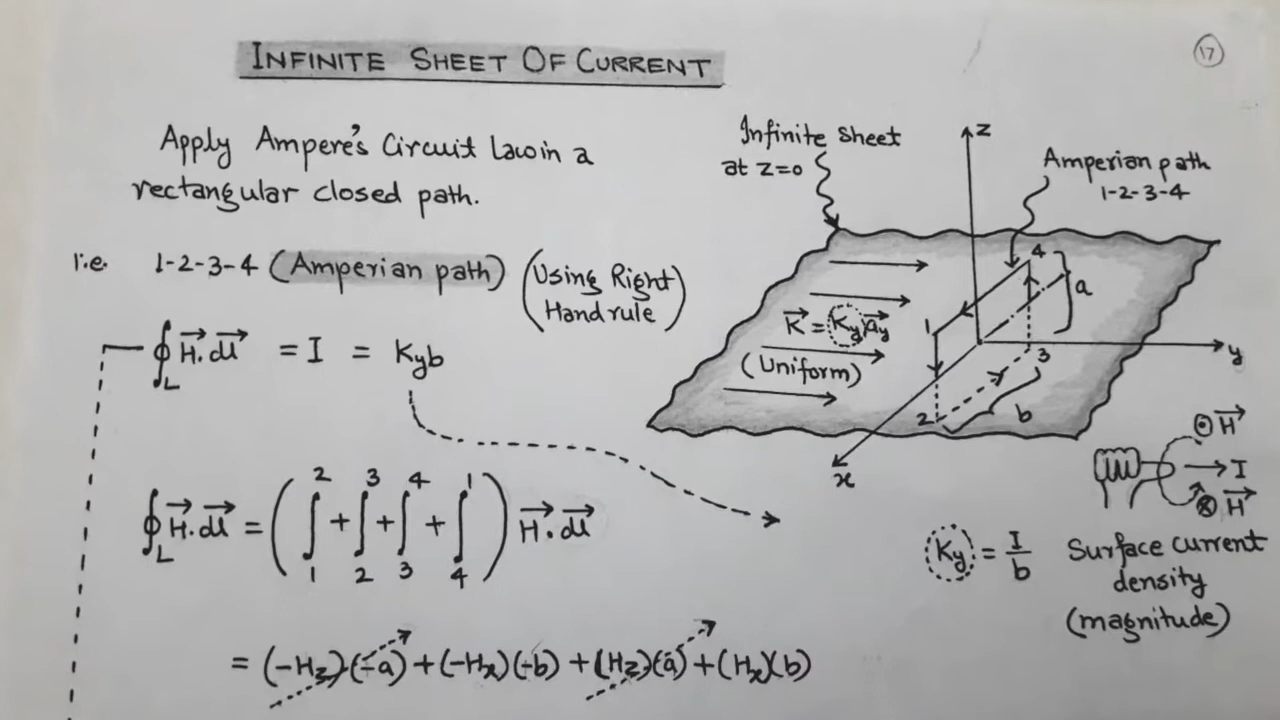 17
INFINITE SHEET OF CURRENT
Apply Ampere's Circuit Law in a
rectangular closed path.
i.e. 1-2-3-4 (Amperian path) (Using Right
Hand rule)
∮L H⃗.dl⃗ = I = Kyb
∮L H⃗.dl⃗ = (∫₁² + ∫₂³ + ∫₃⁴ + ∫₄¹) H⃗.dl⃗
= (-Hz)(-a) + (-Hx)(-b) + (Hz)(a) + (Hx)(b)
Infinite Sheet
at z=0
z
Amperian path
1-2-3-4
4
a
K⃗ = Ky a⃗y
(Uniform)
1
3
y
2
b
x
⊙ H⃗
→ I
⊗ H⃗
Ky = I/b Surface current
density
(magnitude)